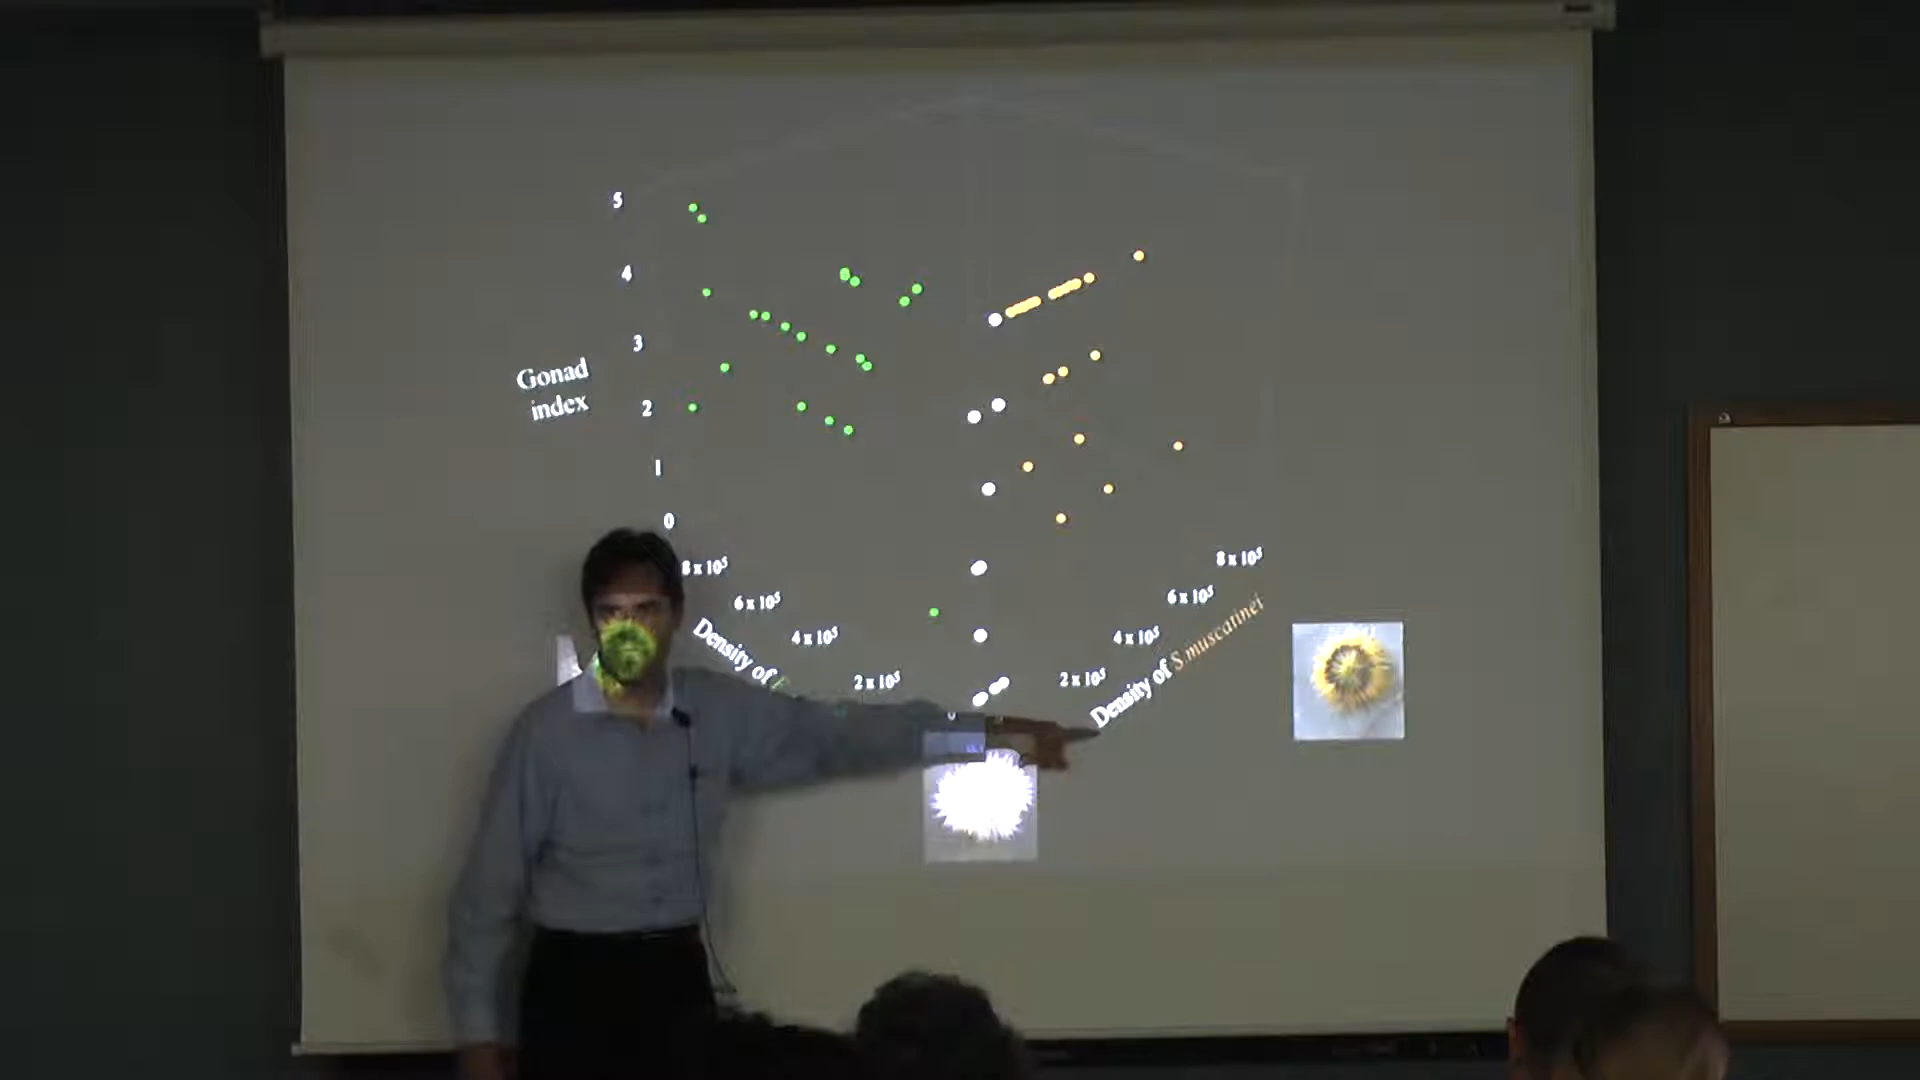 5
4
3
Gonad
index
2
1
0
8 x 10⁵
6 x 10⁵
4 x 10⁵
2 x 10⁵
0
Density of
2 x 10⁵
4 x 10⁵
6 x 10⁵
8 x 10⁵
Density of S.muscatinei